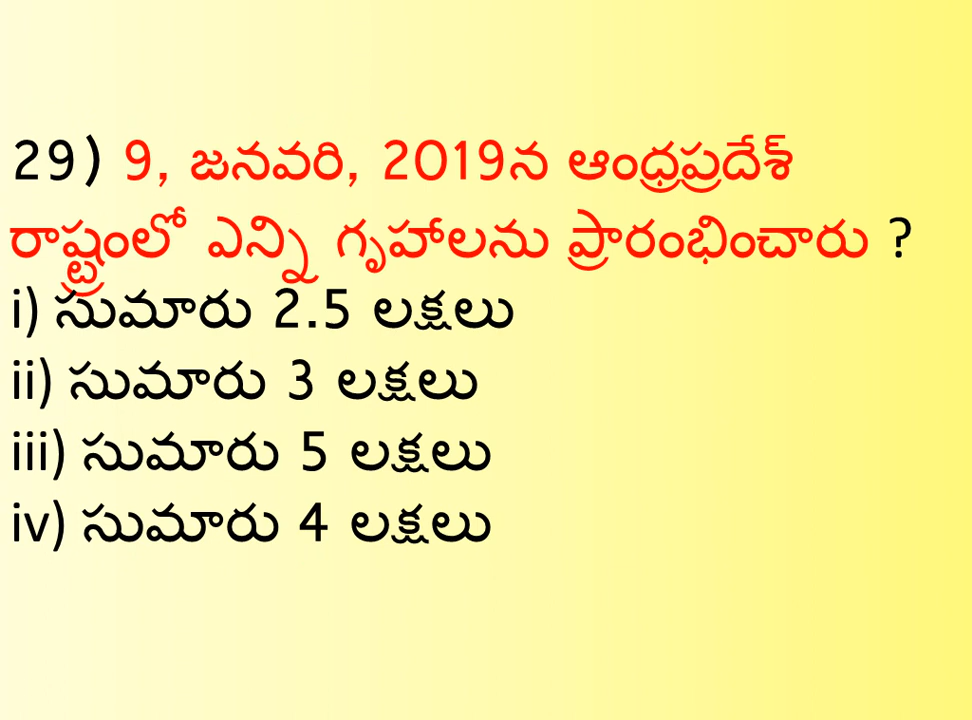 29) 9, జనవరి, 2019న ఆంధ్రప్రదేశ్
రాష్ట్రంలో ఎన్ని గృహాలను ప్రారంభించారు ?
i) సుమారు 2.5 లక్షలు
ii) సుమారు 3 లక్షలు
iii) సుమారు 5 లక్షలు
iv) సుమారు 4 లక్షలు